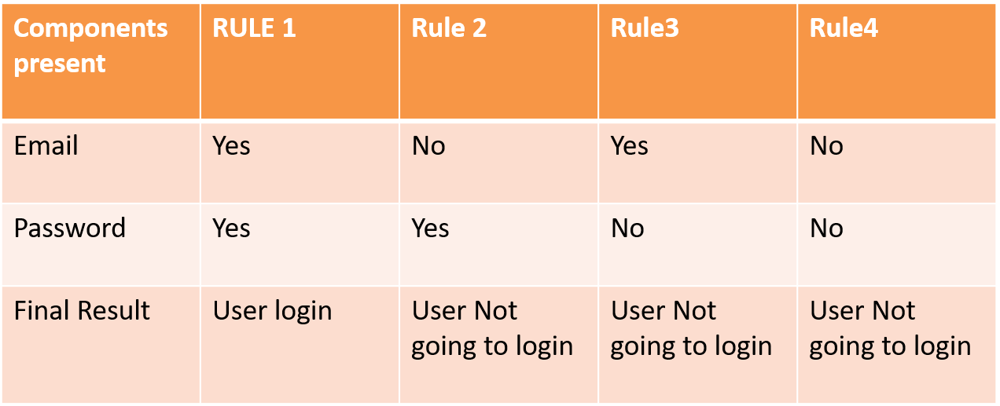 Components present RULE 1 Rule 2 Rule3 Rule4
Email Yes No Yes No
Password Yes Yes No No
Final Result User login User Not going to login User Not going to login User Not going to login